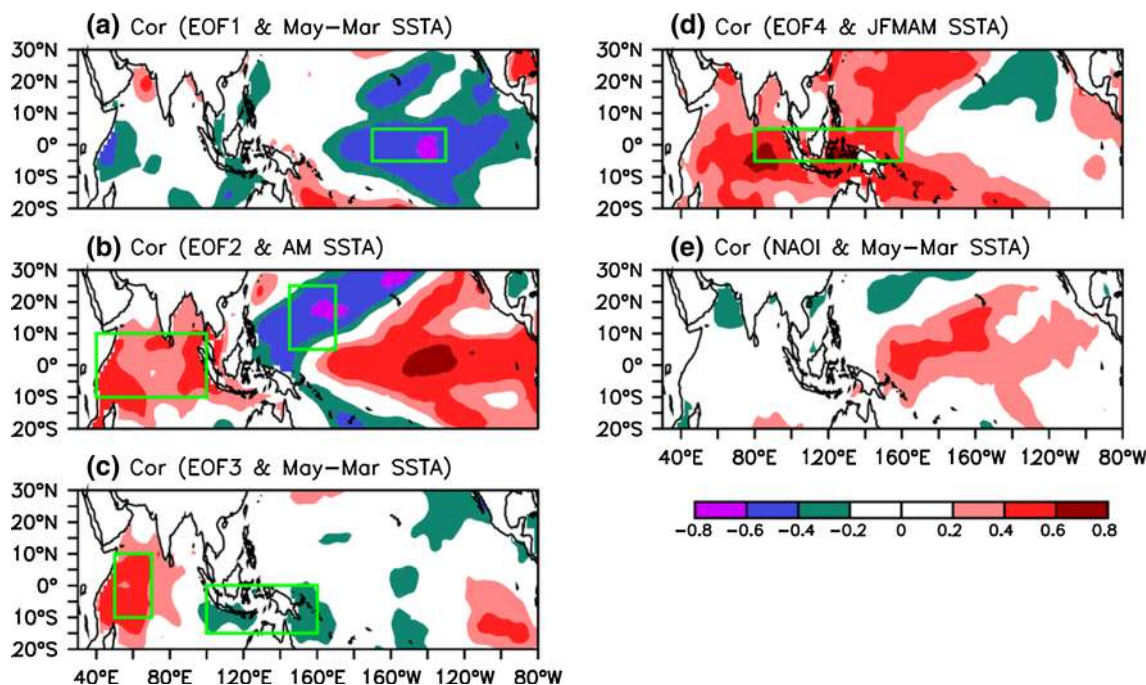 (a) Cor (EOF1 & May-Mar SSTA)
30°N
20°N
10°N
0°
10°S
20°S
(b) Cor (EOF2 & AM SSTA)
30°N
20°N
10°N
0°
10°S
20°S
(c) Cor (EOF3 & May-Mar SSTA)
30°N
20°N
10°N
0°
10°S
20°S
40°E 80°E 120°E 160°E 160°W 120°W 80°W
(d) Cor (EOF4 & JFMAM SSTA)
30°N
20°N
10°N
0°
10°S
20°S
(e) Cor (NAOI & May-Mar SSTA)
30°N
20°N
10°N
0°
10°S
20°S
40°E 80°E 120°E 160°E 160°W 120°W 80°W
-0.8 -0.6 -0.4 -0.2 0 0.2 0.4 0.6 0.8